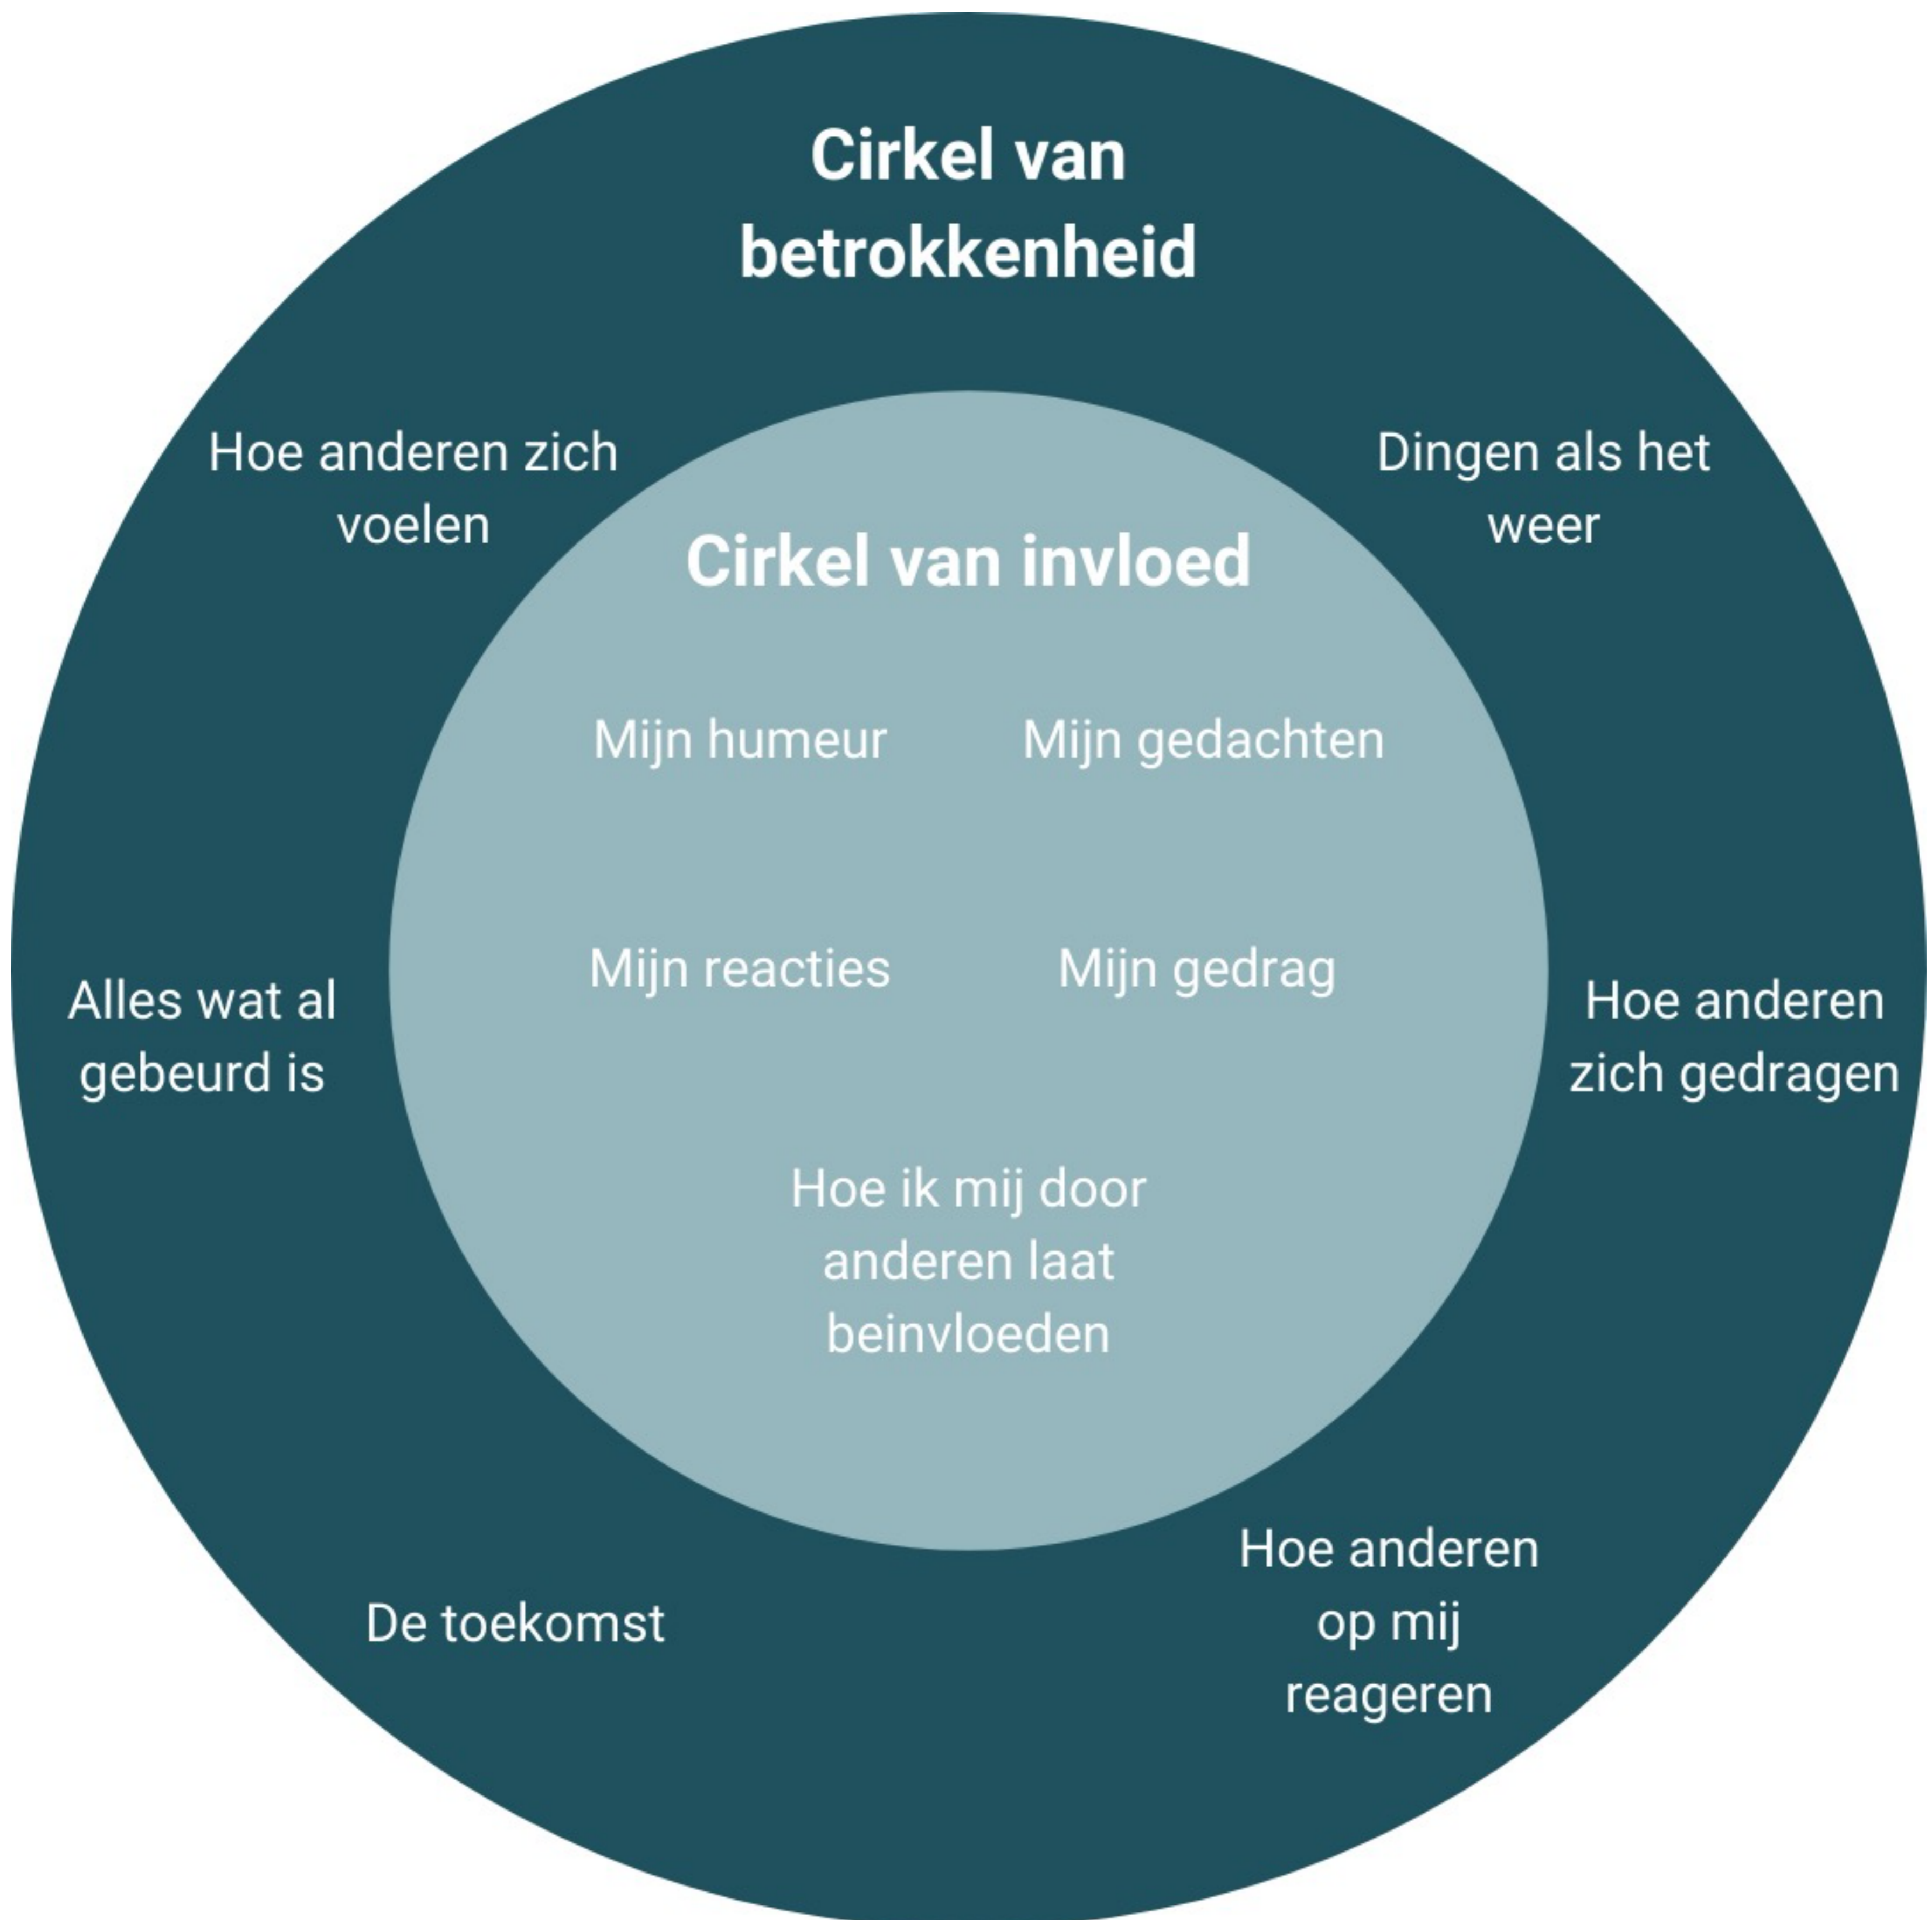 Cirkel van
betrokkenheid
Hoe anderen zich
voelen
Dingen als het
weer
Cirkel van invloed
Mijn humeur
Mijn gedachten
Mijn reacties
Mijn gedrag
Alles wat al
gebeurd is
Hoe anderen
zich gedragen
Hoe ik mij door
anderen laat
beinvloeden
De toekomst
Hoe anderen
op mij
reageren